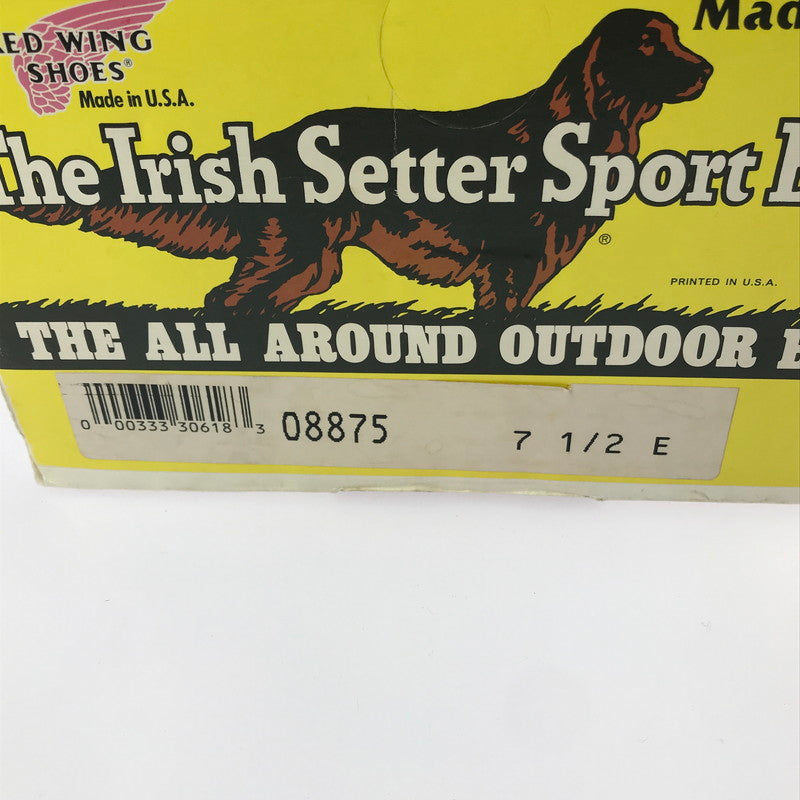 RED WING
SHOES®
Made in U.S.A.
Mad
The Irish Setter Sport B
®
PRINTED IN U.S.A.
THE ALL AROUND OUTDOOR B
0 00333 30618 3
08875
7 1/2 E